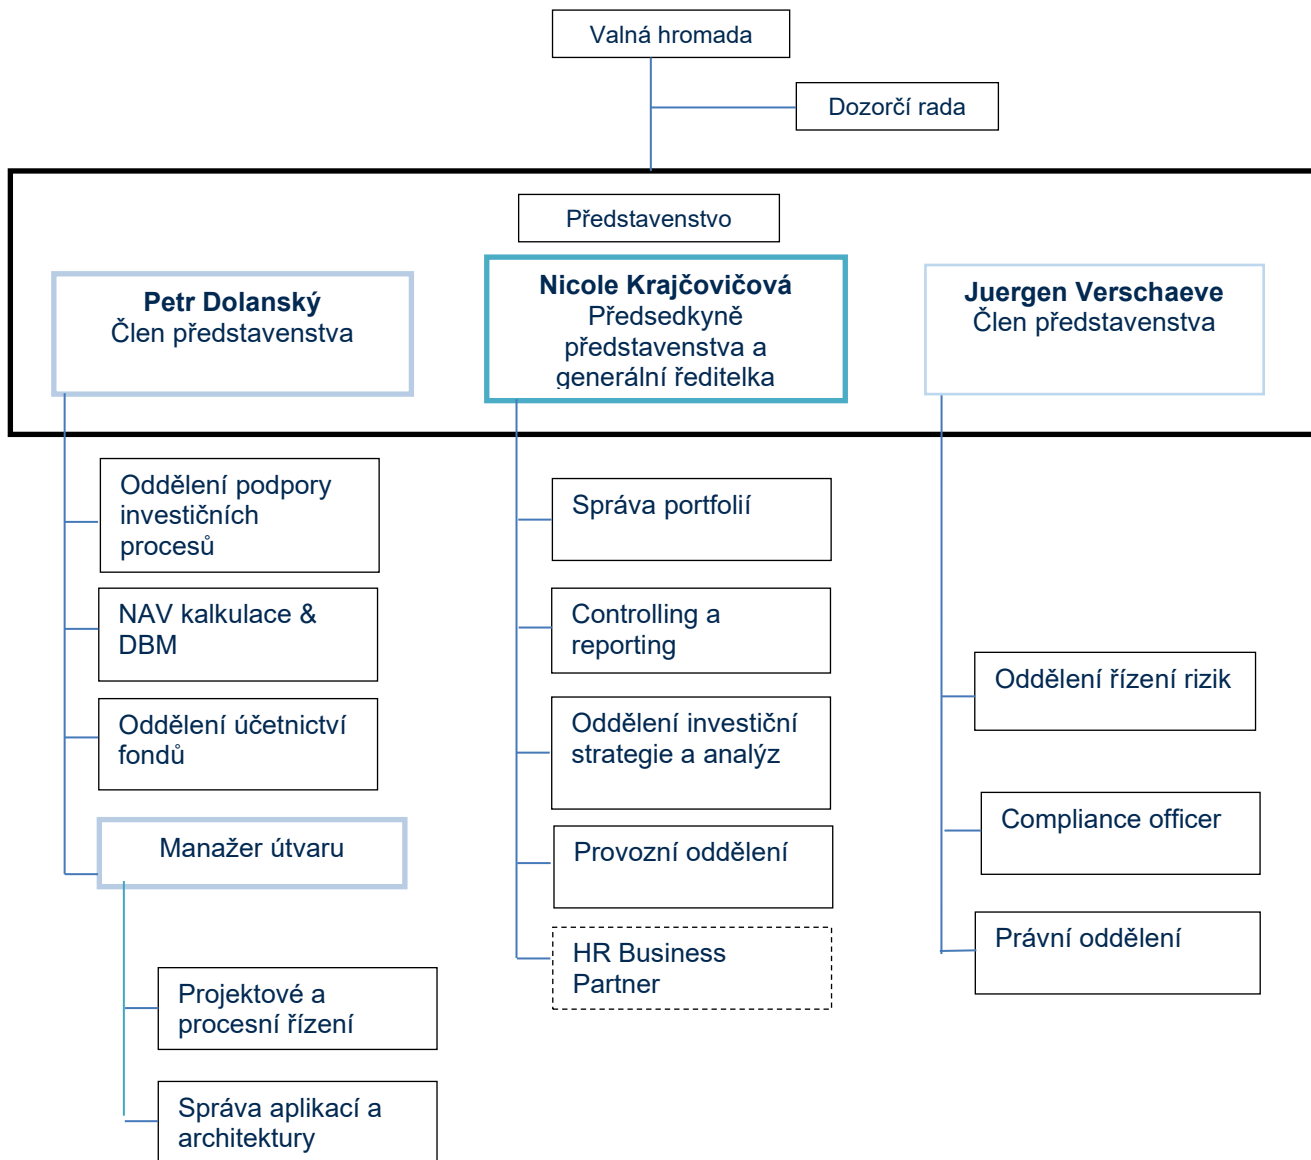 Valná hromada
Dozorčí rada
Představenstvo
Petr Dolanský
Člen představenstva
Nicole Krajčovičová
Předsedkyně
představenstva a
generální ředitelka
Juergen Verschaeve
Člen představenstva
Oddělení podpory
investičních
procesů
NAV kalkulace &
DBM
Oddělení účetnictví
fondů
Manažer útvaru
Projektové a
procesní řízení
Správa aplikací a
architektury
Správa portfolií
Controlling a
reporting
Oddělení investiční
strategie a analýz
Provozní oddělení
HR Business
Partner
Oddělení řízení rizik
Compliance officer
Právní oddělení